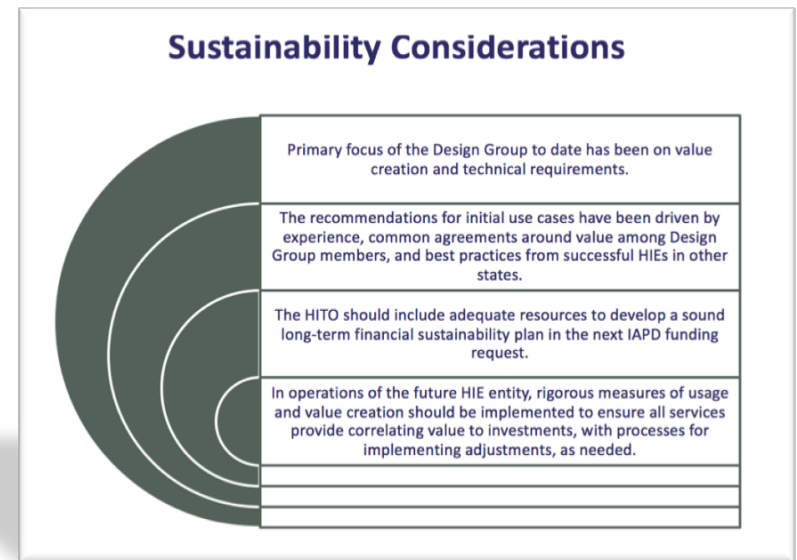 Sustainability Considerations
Primary focus of the Design Group to date has been on value
creation and technical requirements.
The recommendations for initial use cases have been driven by
experience, common agreements around value among Design
Group members, and best practices from successful HIEs in other
states.
The HITO should include adequate resources to develop a sound
long-term financial sustainability plan in the next IAPD funding
request.
In operations of the future HIE entity, rigorous measures of usage
and value creation should be implemented to ensure all services
provide correlating value to investments, with processes for
implementing adjustments, as needed.